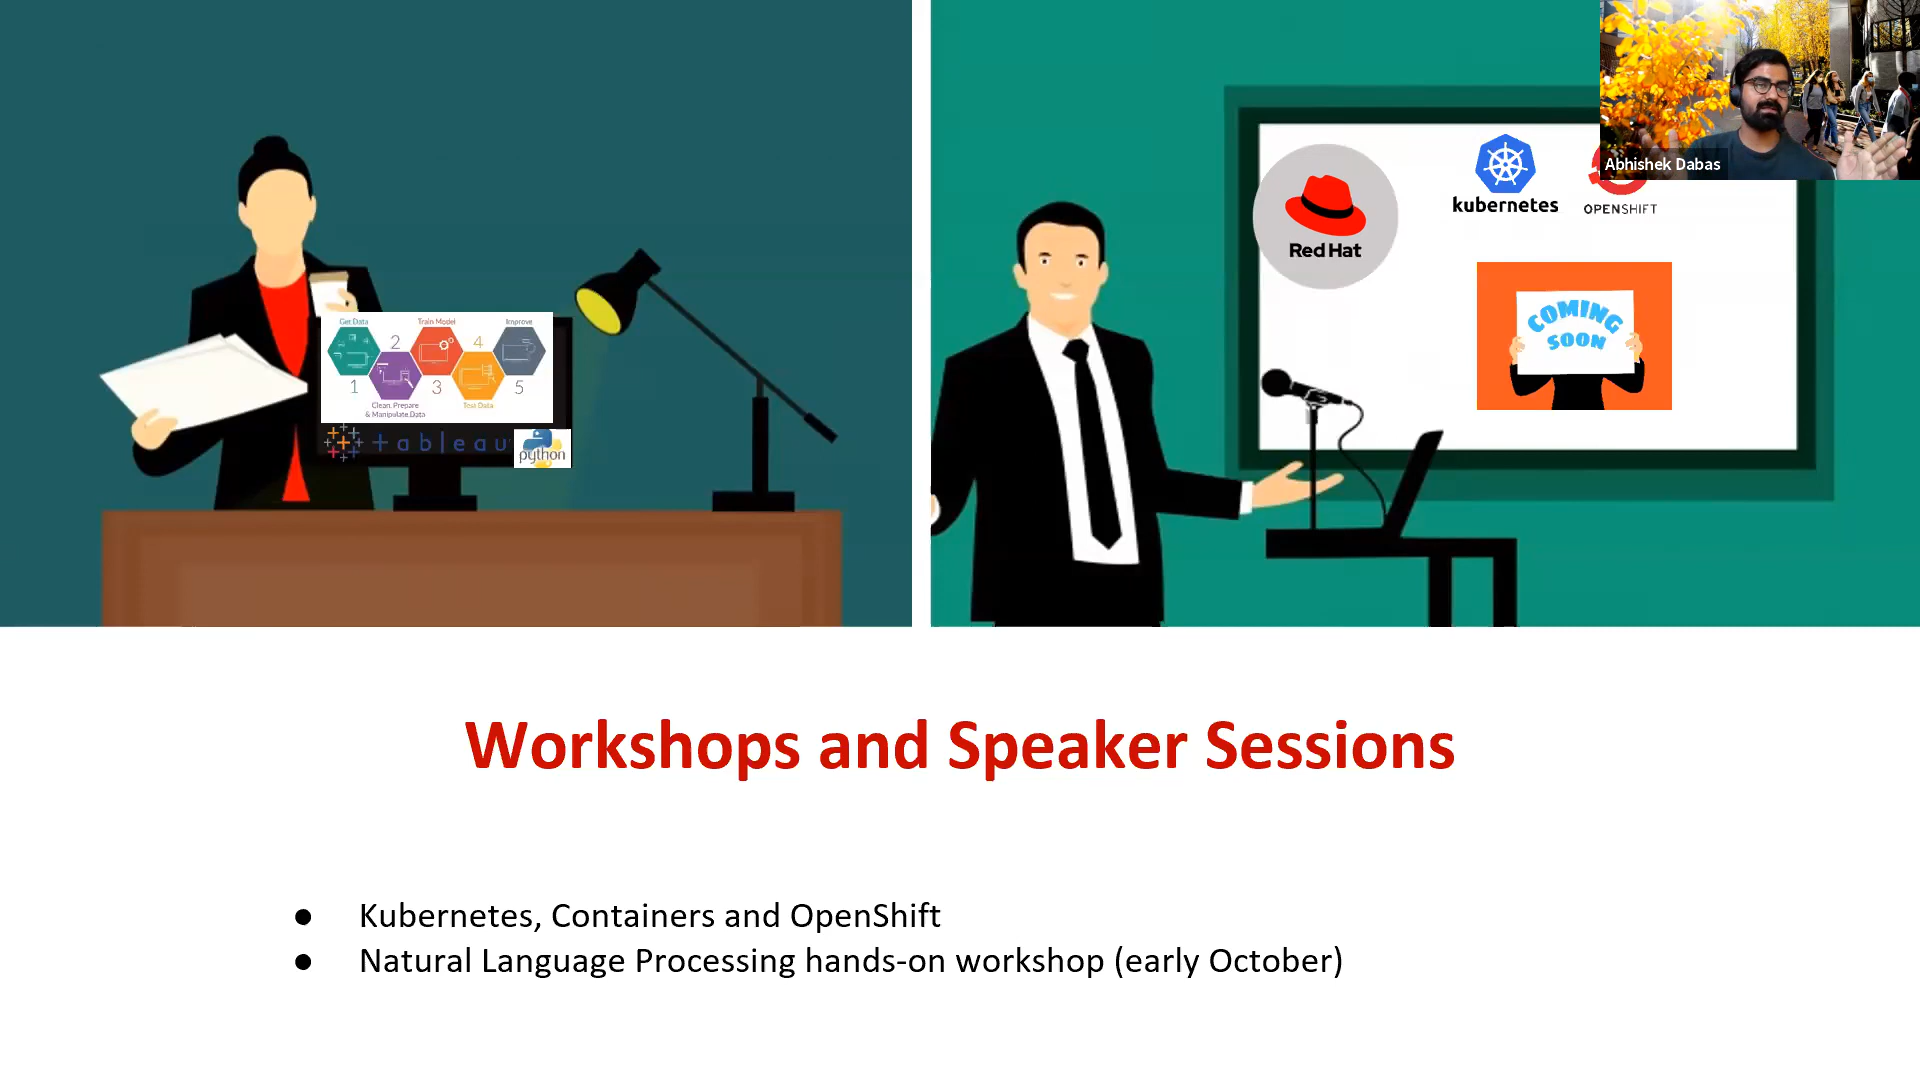 Get Data
Train Model
Improve
2
4
1
3
5
Clean, Prepare
& Manipulate Data
Test Data
+ableau
python
Red Hat
kubernetes
OPENSHIFT
COMING
SOON
Abhishek Dabas
Workshops and Speaker Sessions
● Kubernetes, Containers and OpenShift
● Natural Language Processing hands-on workshop (early October)